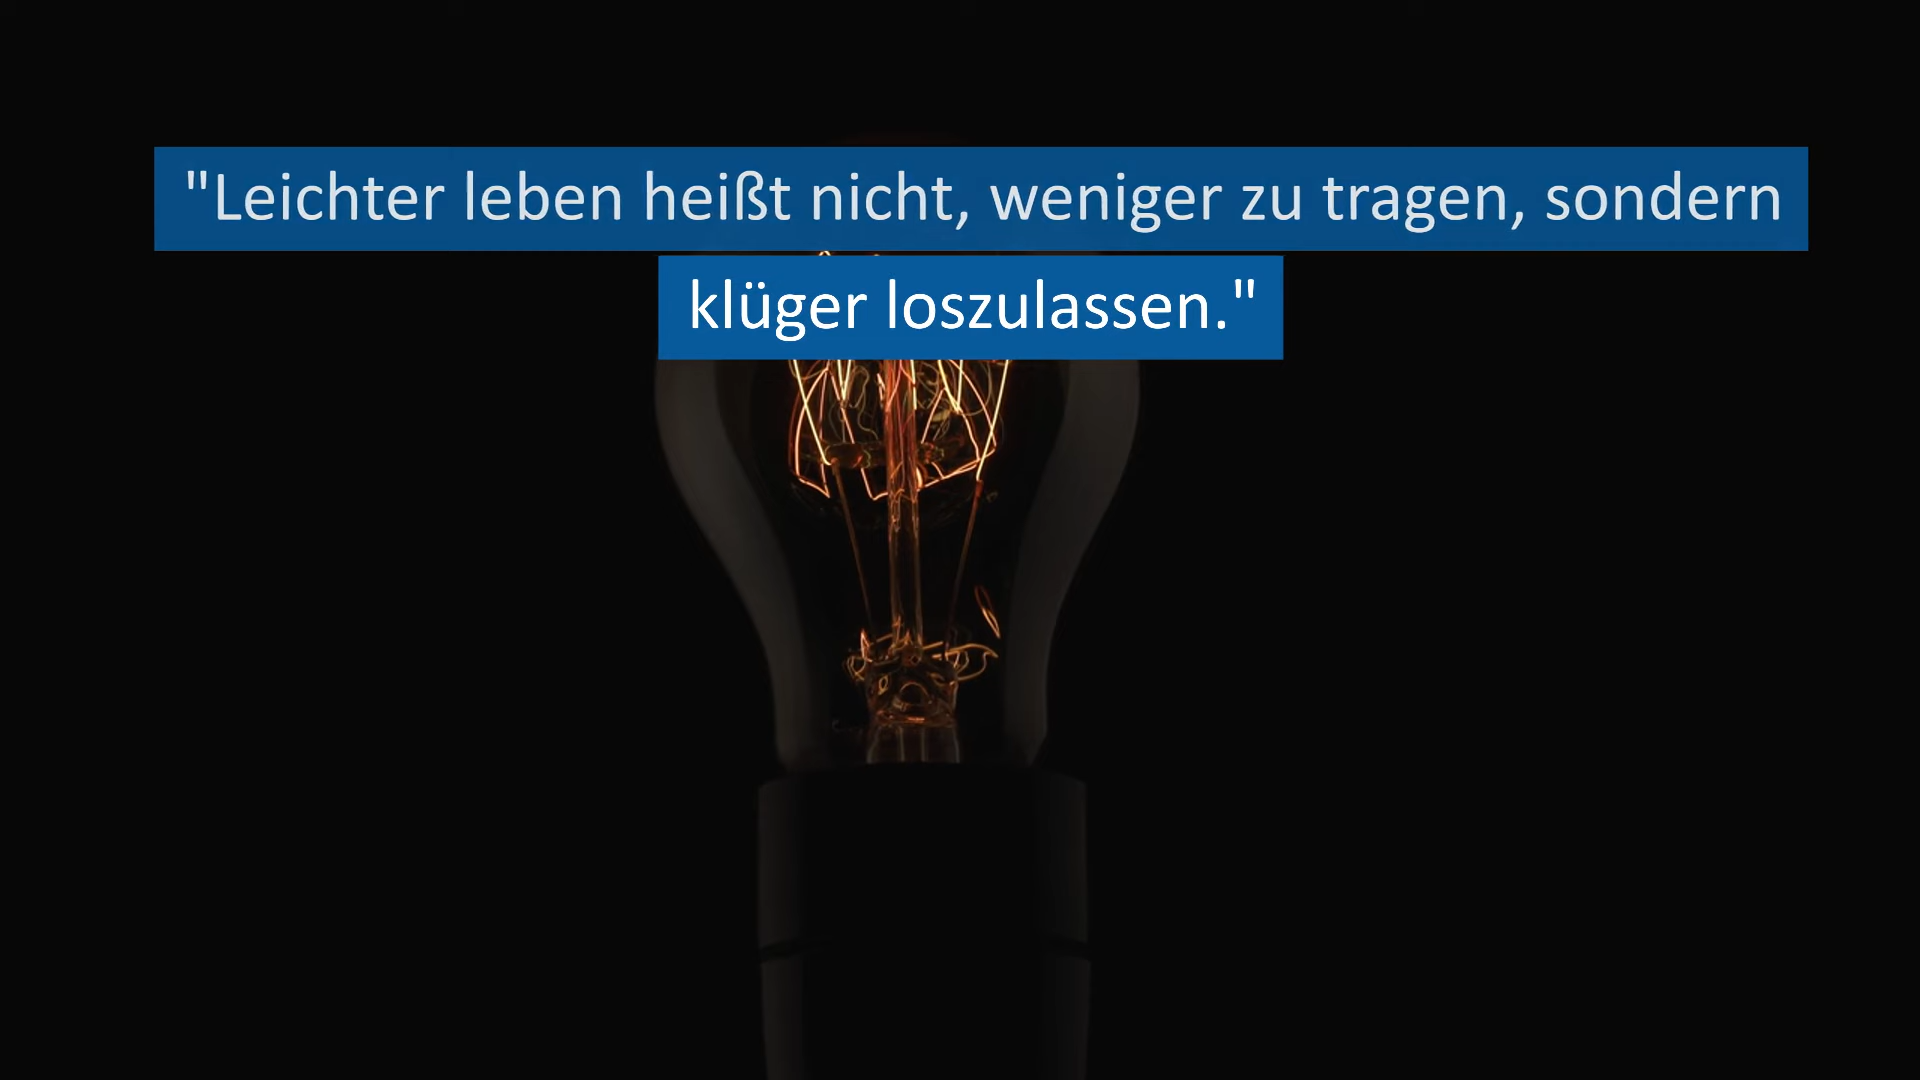 "Leichter leben heißt nicht, weniger zu tragen, sondern
klüger loszulassen."